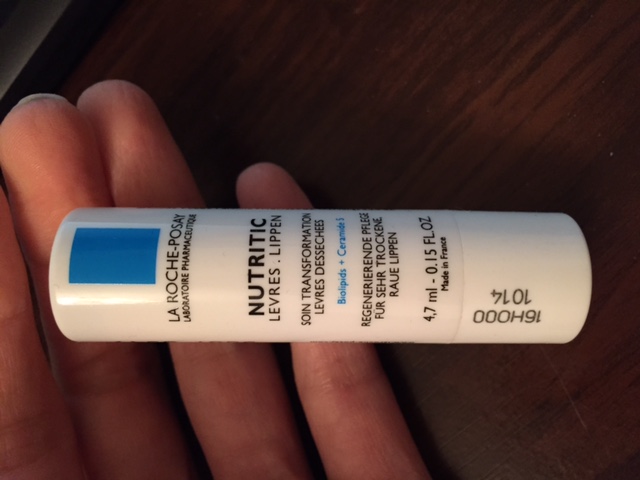 LA ROCHE-POSAY
LABORATOIRE PHARMACEUTIQUE
NUTRITIC
LEVRES . LIPPEN
SOIN TRANSFORMATION
LEVRES DESSECHEES
Biolipids + Ceramide 5
REGENERIERENDE PFLEGE
FÜR SEHR TROCKENE,
RAUE LIPPEN
4,7 ml - 0.15 FL.OZ
Made in France
16H000
1014